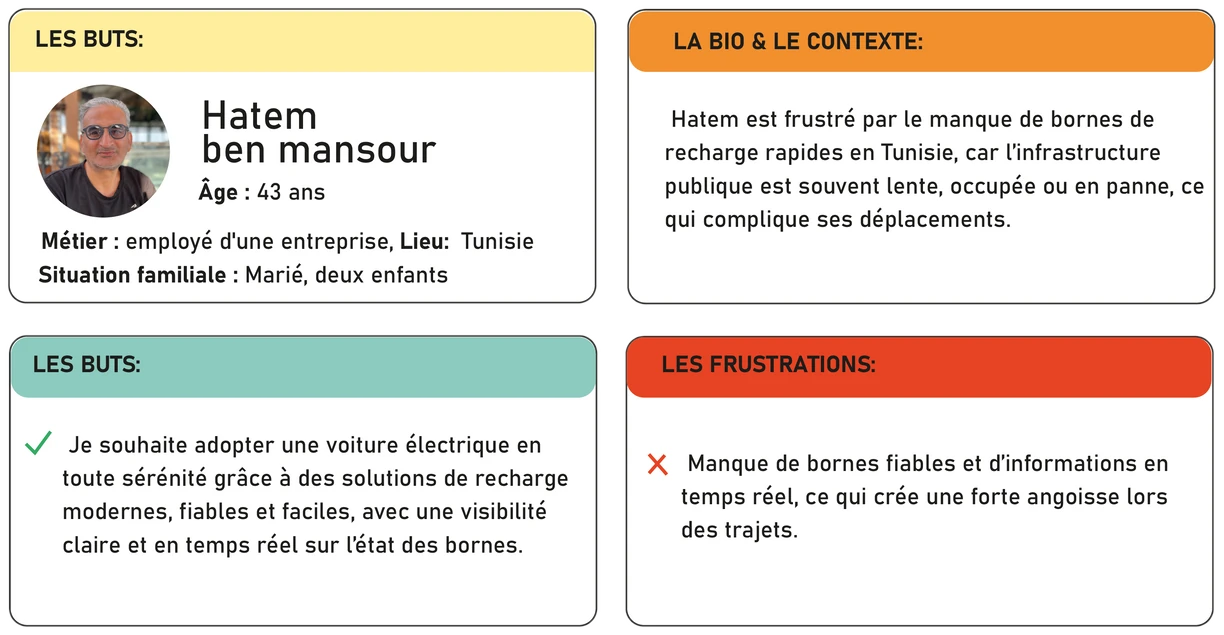 LES BUTS:
Hatem
ben mansour
Âge : 43 ans
Métier : employé d'une entreprise, Lieu: Tunisie
Situation familiale : Marié, deux enfants
LA BIO & LE CONTEXTE:
Hatem est frustré par le manque de bornes de
recharge rapides en Tunisie, car l’infrastructure
publique est souvent lente, occupée ou en panne, ce
qui complique ses déplacements.
LES BUTS:
Je souhaite adopter une voiture électrique en
toute sérénité grâce à des solutions de recharge
modernes, fiables et faciles, avec une visibilité
claire et en temps réel sur l’état des bornes.
LES FRUSTRATIONS:
Manque de bornes fiables et d’informations en
temps réel, ce qui crée une forte angoisse lors
des trajets.